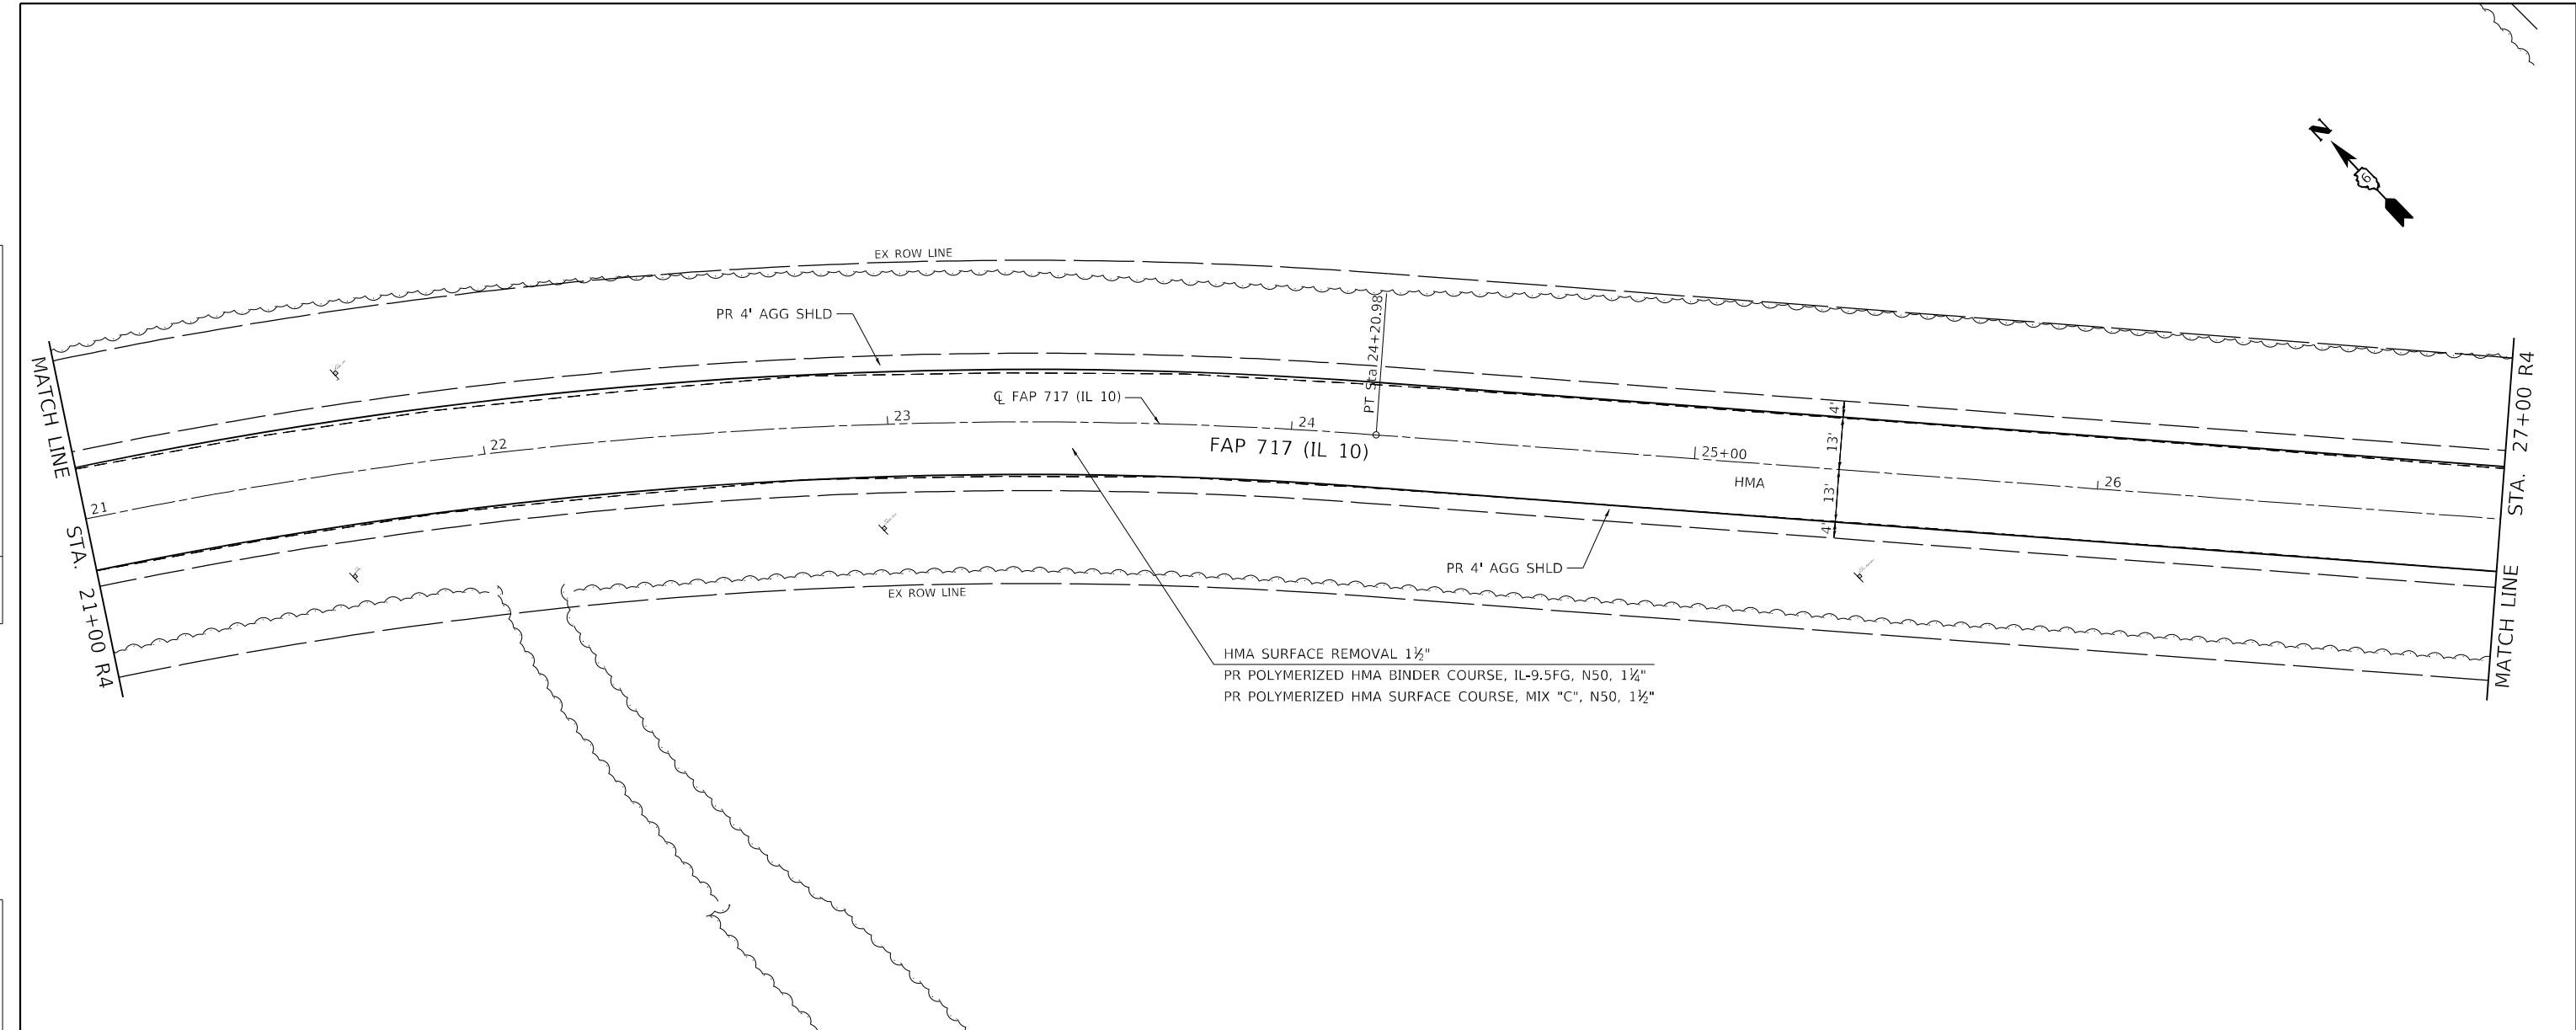 N
6
EX ROW LINE
PR 4' AGG SHLD
PT Sta 24+20.98
℄ FAP 717 (IL 10)
MATCH LINE STA. 21+00 R4
21
22
23
24
25+00
26
FAP 717 (IL 10)
HMA
4'
13'
13'
4'
MATCH LINE STA. 27+00 R4
PR 4' AGG SHLD
EX ROW LINE
HMA SURFACE REMOVAL 1½"
PR POLYMERIZED HMA BINDER COURSE, IL-9.5FG, N50, 1¼"
PR POLYMERIZED HMA SURFACE COURSE, MIX "C", N50, 1½"